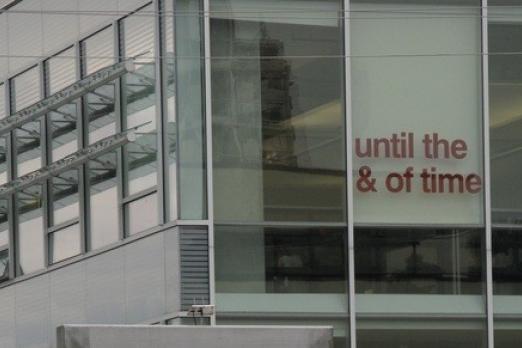 until the
& of time